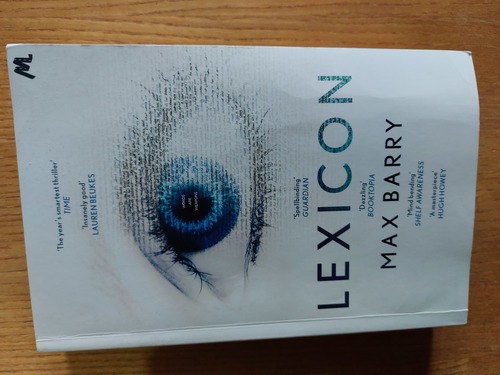 ML
'The year's smartest thriller'
TIME
'Insanely good'
LAUREN BEUKES
WORDS
ARE
WEAPONS
'Spellbinding'
GUARDIAN
LEXICON
'Dazzling'
BOOKTOPIA
MAX BARRY
'Mind bending'
SHELF AWARENESS
'A masterpiece'
HUGH HOWEY